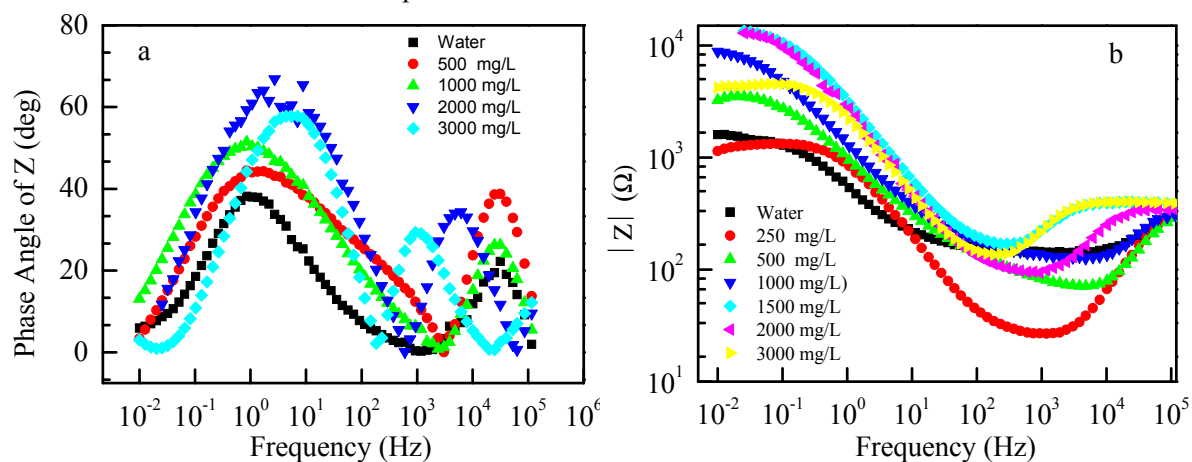 a
Phase Angle of Z (deg)
80
60
40
20
0
Water
500 mg/L
1000 mg/L
2000 mg/L
3000 mg/L
10-2 10-1 100 101 102 103 104 105 106
Frequency (Hz)
b
|Z| (Ω)
104
103
102
101
Water
250 mg/L
500 mg/L
1000 mg/L)
1500 mg/L
2000 mg/L
3000 mg/L
10-2 10-1 100 101 102 103 104 105
Frequency (Hz)